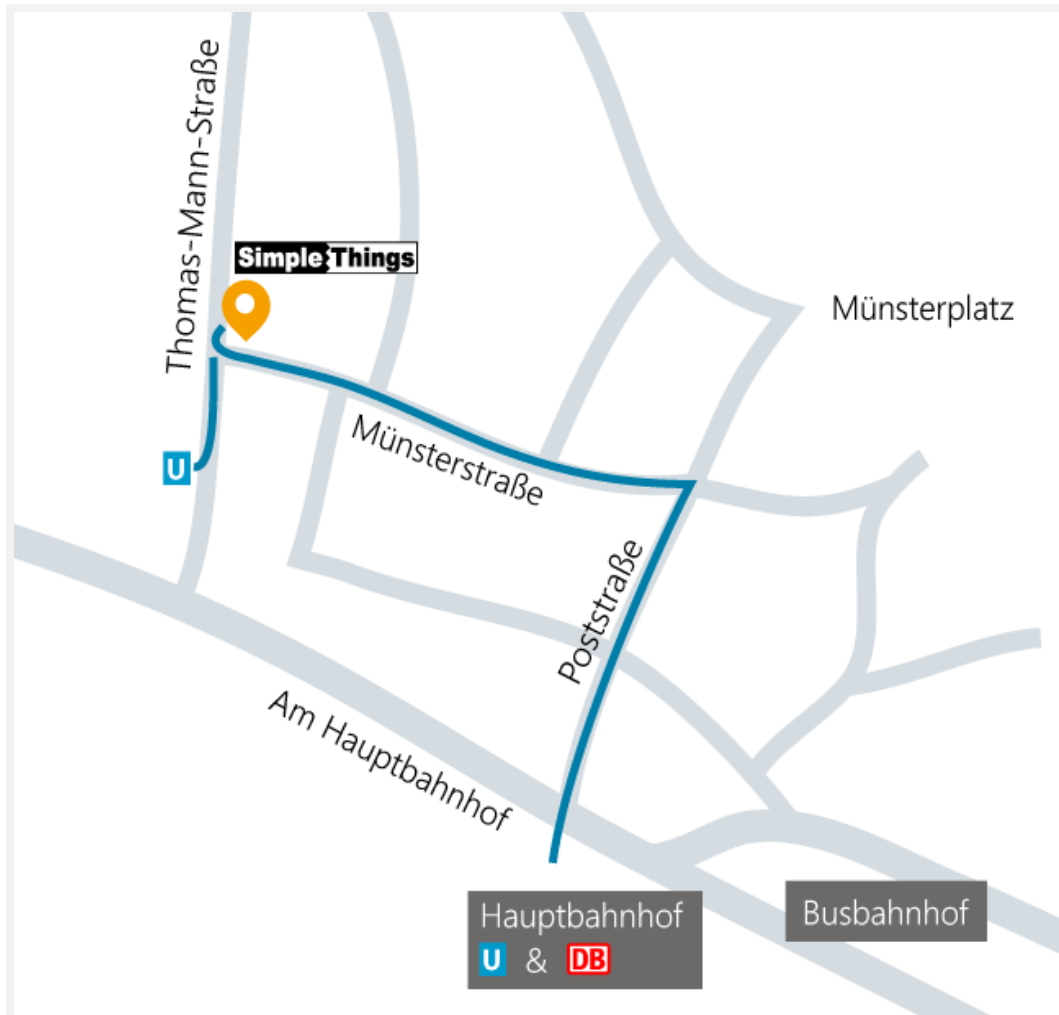 Thomas-Mann-Straße
Simple Things
Münsterplatz
Münsterstraße
U
Poststraße
Am Hauptbahnhof
Hauptbahnhof
U & DB
Busbahnhof